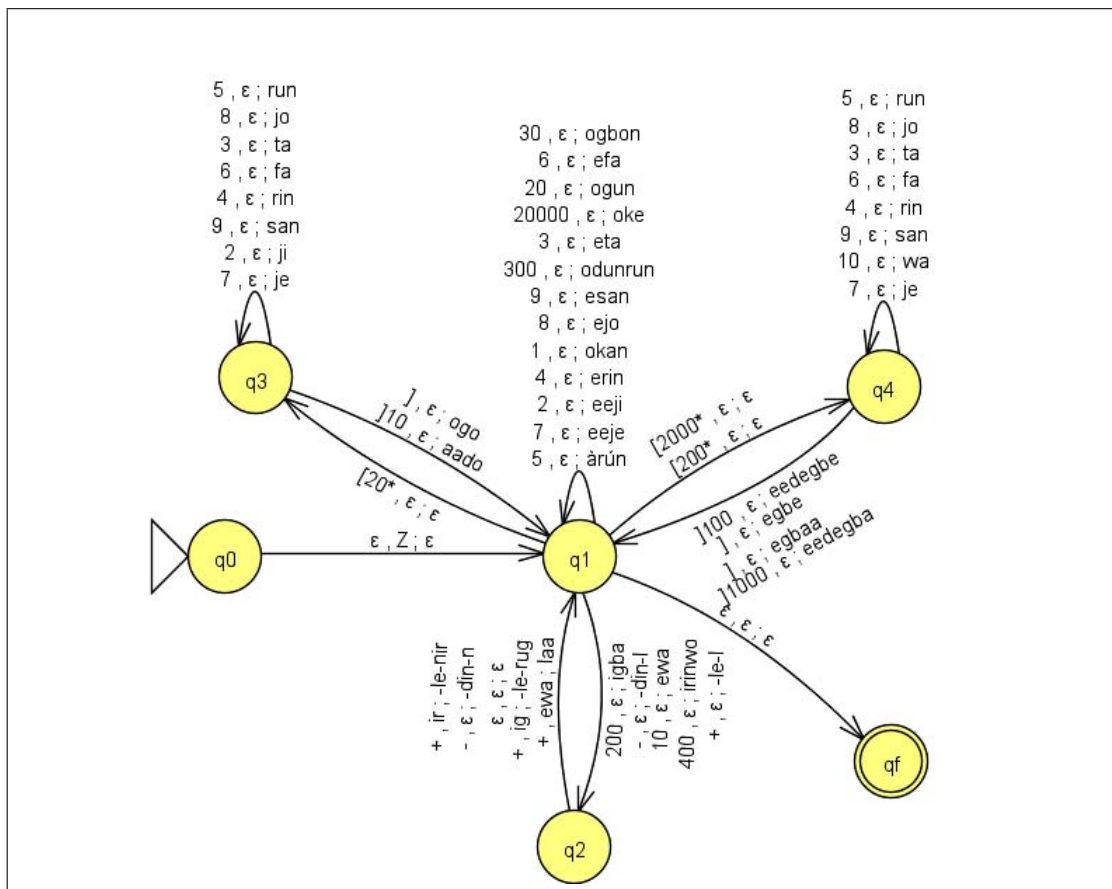 5 , ε ; run
8 , ε ; jo
3 , ε ; ta
6 , ε ; fa
4 , ε ; rin
9 , ε ; san
2 , ε ; ji
7 , ε ; je
q3
30 , ε ; ogbon
6 , ε ; efa
20 , ε ; ogun
20000 , ε ; oke
3 , ε ; eta
300 , ε ; odunrun
9 , ε ; esan
8 , ε ; ejo
1 , ε ; okan
4 , ε ; erin
2 , ε ; eeji
7 , ε ; eeje
5 , ε ; àrún
5 , ε ; run
8 , ε ; jo
3 , ε ; ta
6 , ε ; fa
4 , ε ; rin
9 , ε ; san
10 , ε ; wa
7 , ε ; je
q4
] , ε ; ogo
]10 , ε ; aado
[20* , ε ; ε
[2000* , ε ; ε
[200* , ε ; ε
]100 , ε ; eedegbe
] , ε ; egbe
] , ε ; egbaa
]1000 , ε ; eedegba
q0
ε , Z ; ε
q1
ε , ε ; ε
+ , ir ; -le-nir
- , ε ; -din-n
ε , ε ; ε
+ , ig ; -le-rug
+ , ewa ; laa
200 , ε ; igba
- , ε ; -din-l
10 , ε ; ewa
400 , ε ; irinwo
+ , ε ; -le-l
qf
q2